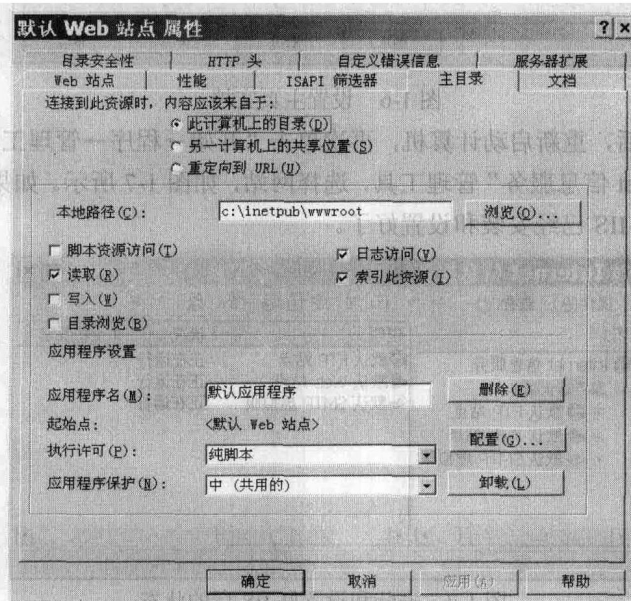 默认 Web 站点 属性
目录安全性 HTTP 头 自定义错误信息 服务器扩展
Web 站点 性能 ISAPI 筛选器 主目录 文档
连接到此资源时，内容应该来自于：
此计算机上的目录(D)
另一计算机上的共享位置(S)
重定向到 URL(U)
本地路径(C)： c:\inetpub\wwwroot 浏览(O)...
脚本资源访问(T) 日志访问(V)
读取(R) 索引此资源(I)
写入(W)
目录浏览(B)
应用程序设置
应用程序名(M)： 默认应用程序 删除(E)
起始点： <默认 Web 站点>
配置(G)...
执行许可(P)： 纯脚本
应用程序保护(N)： 中 (共用的) 卸载(L)
确定 取消 应用(A) 帮助